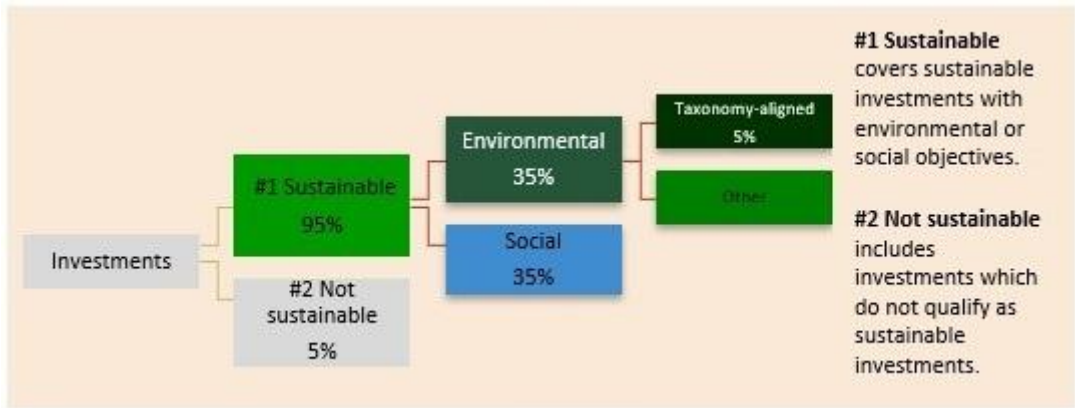 Investments
#1 Sustainable
95%
#2 Not
sustainable
5%
Environmental
35%
Social
35%
Taxonomy-aligned
5%
Other
#1 Sustainable
covers sustainable
investments with
environmental or
social objectives.
#2 Not sustainable
includes
investments which
do not qualify as
sustainable
investments.